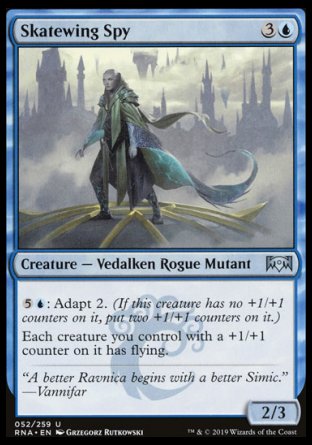 Skatewing Spy 3
Creature — Vedalken Rogue Mutant
5: Adapt 2. (If this creature has no +1/+1
counters on it, put two +1/+1 counters on it.)
Each creature you control with a +1/+1
counter on it has flying.
“A better Ravnica begins with a better Simic.”
—Vannifar
2/3
052/259 U
RNA • EN GRZEGORZ RUTKOWSKI
™ & © 2019 Wizards of the Coast